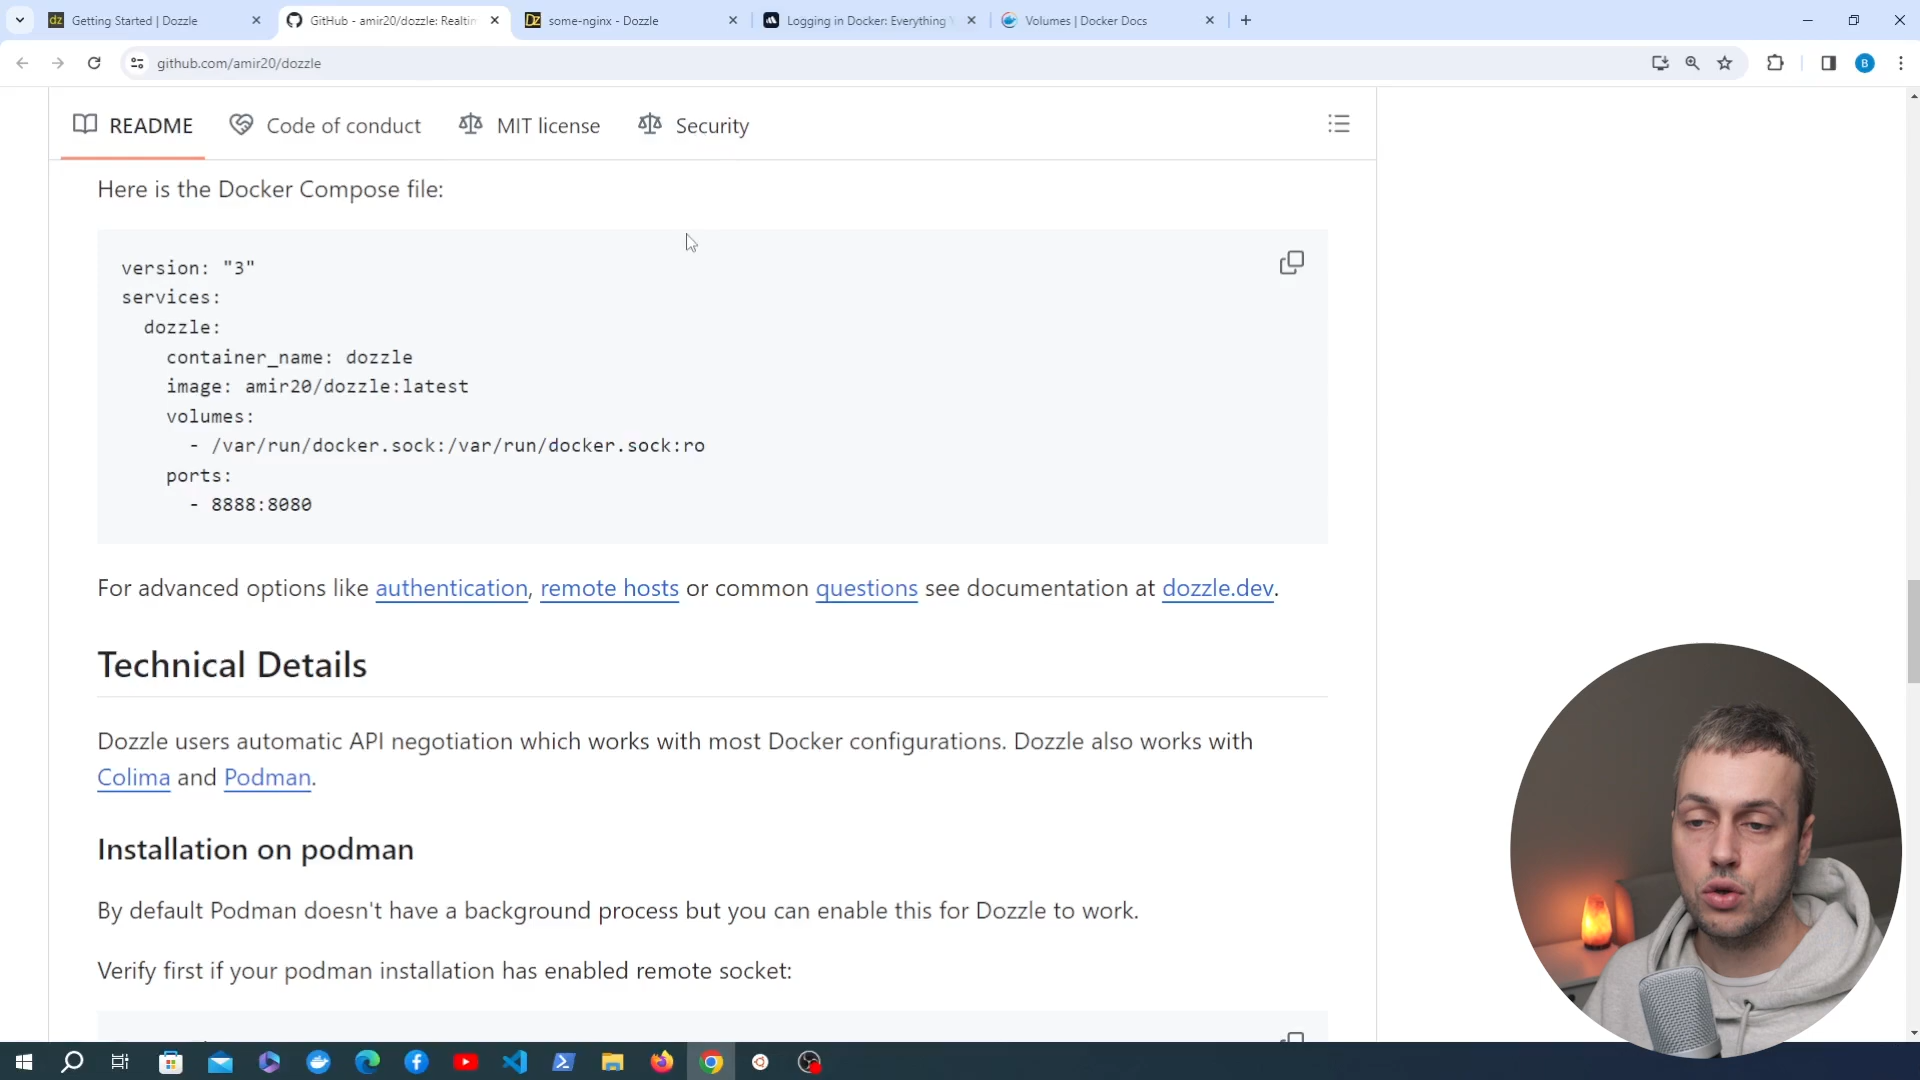 Getting Started | Dozzle
GitHub - amir20/dozzle: Realtim
some-nginx - Dozzle
Logging in Docker: Everything Y
Volumes | Docker Docs
github.com/amir20/dozzle
B
README
Code of conduct
MIT license
Security
Here is the Docker Compose file:
version: "3"
services:
dozzle:
container_name: dozzle
image: amir20/dozzle:latest
volumes:
- /var/run/docker.sock:/var/run/docker.sock:ro
ports:
- 8888:8080
For advanced options like authentication, remote hosts or common questions see documentation at dozzle.dev.
Technical Details
Dozzle users automatic API negotiation which works with most Docker configurations. Dozzle also works with
Colima and Podman.
Installation on podman
By default Podman doesn't have a background process but you can enable this for Dozzle to work.
Verify first if your podman installation has enabled remote socket: